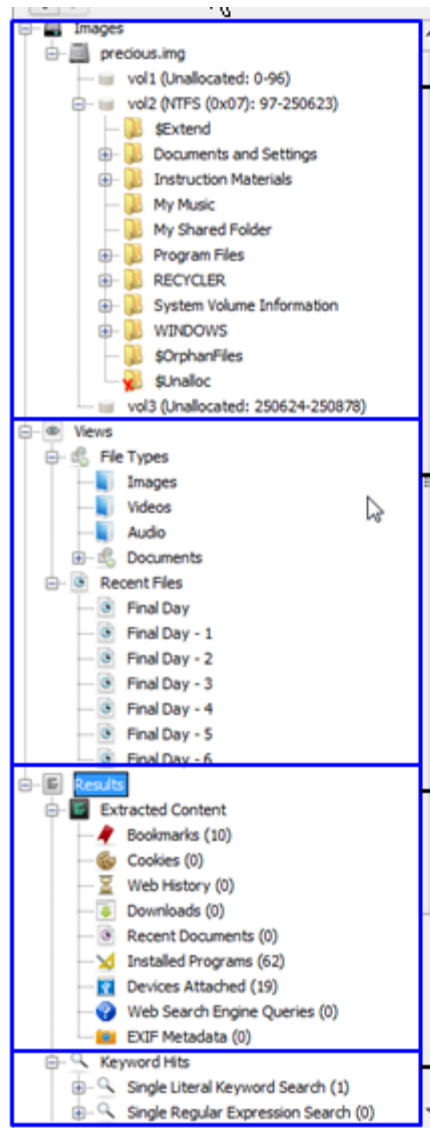 Images
precious.img
vol1 (Unallocated: 0-96)
vol2 (NTFS (0x07): 97-250623)
$Extend
Documents and Settings
Instruction Materials
My Music
My Shared Folder
Program Files
RECYCLER
System Volume Information
WINDOWS
$OrphanFiles
$Unalloc
vol3 (Unallocated: 250624-250878)
Views
File Types
Images
Videos
Audio
Documents
Recent Files
Final Day
Final Day - 1
Final Day - 2
Final Day - 3
Final Day - 4
Final Day - 5
Final Day - 6
Results
Extracted Content
Bookmarks (10)
Cookies (0)
Web History (0)
Downloads (0)
Recent Documents (0)
Installed Programs (62)
Devices Attached (19)
Web Search Engine Queries (0)
EXIF Metadata (0)
Keyword Hits
Single Literal Keyword Search (1)
Single Regular Expression Search (0)